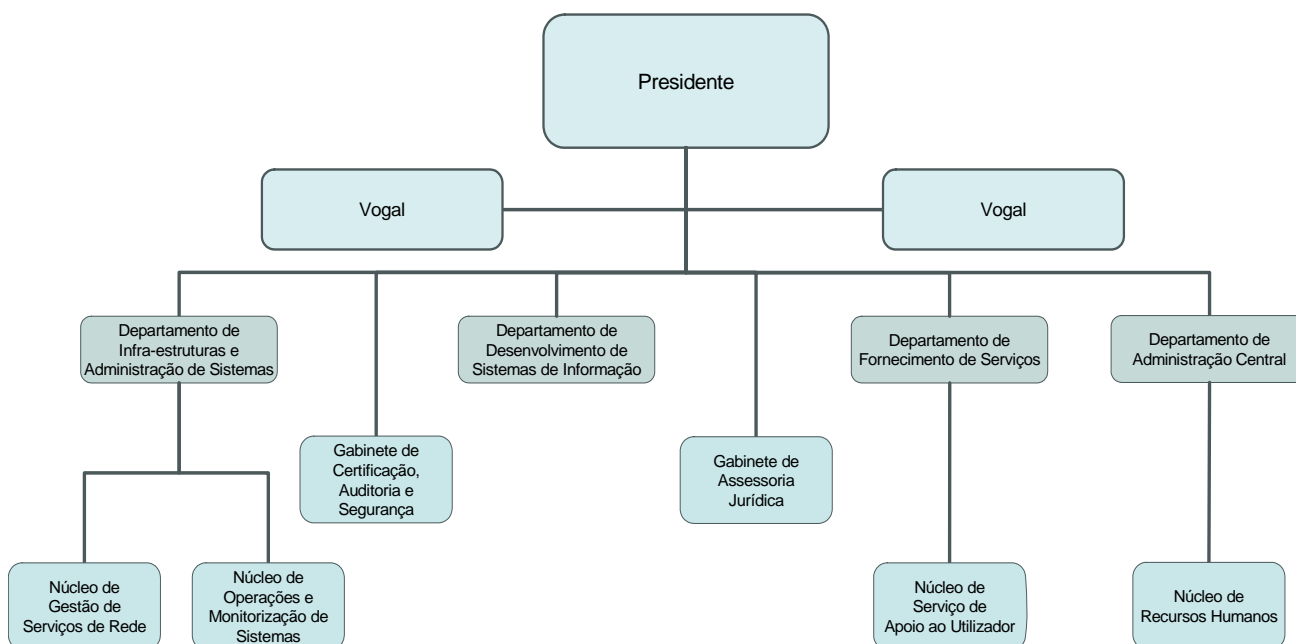 Presidente
Vogal
Vogal
Departamento de
Infra-estruturas e
Administração de Sistemas
Departamento de
Desenvolvimento de
Sistemas de Informação
Departamento de
Fornecimento de Serviços
Departamento de
Administração Central
Gabinete de
Certificação,
Auditoria e
Segurança
Gabinete de
Assessoria
Jurídica
Núcleo de
Gestão de
Serviços de Rede
Núcleo de
Operações e
Monitorização de
Sistemas
Núcleo de
Serviço de
Apoio ao Utilizador
Núcleo de
Recursos Humanos